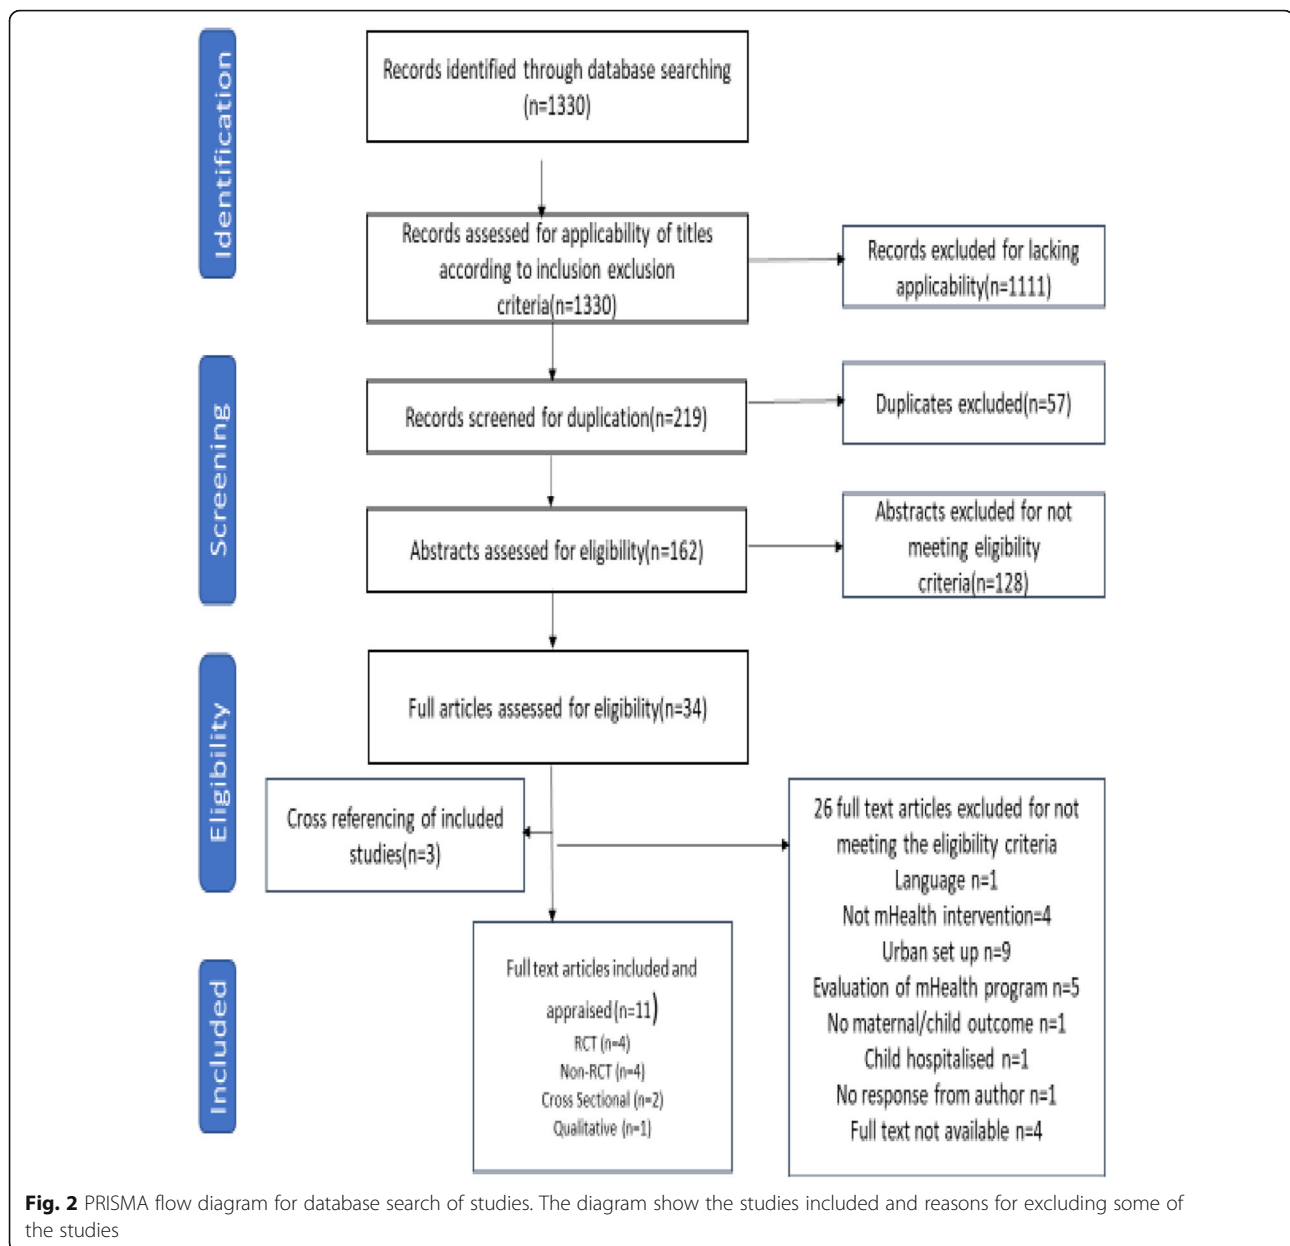 Identification
Records identified through database searching
(n=1330)
Records assessed for applicability of titles
according to inclusion exclusion
criteria(n=1330)
Records excluded for lacking
applicability(n=1111)
Screening
Records screened for duplication(n=219)
Duplicates excluded(n=57)
Abstracts assessed for eligibility(n=162)
Abstracts excluded for not
meeting eligibility
criteria(n=128)
Eligibility
Full articles assessed for eligibility(n=34)
Cross referencing of included
studies(n=3)
26 full text articles excluded for not
meeting the eligibility criteria
Language n=1
Not mHealth intervention=4
Urban set up n=9
Evaluation of mHealth program n=5
No maternal/child outcome n=1
Child hospitalised n=1
No response from author n=1
Full text not available n=4
Included
Full text articles included and
appraised(n=11)
RCT (n=4)
Non-RCT (n=4)
Cross Sectional (n=2)
Qualitative (n=1)
Fig. 2 PRISMA flow diagram for database search of studies. The diagram show the studies included and reasons for excluding some of
the studies